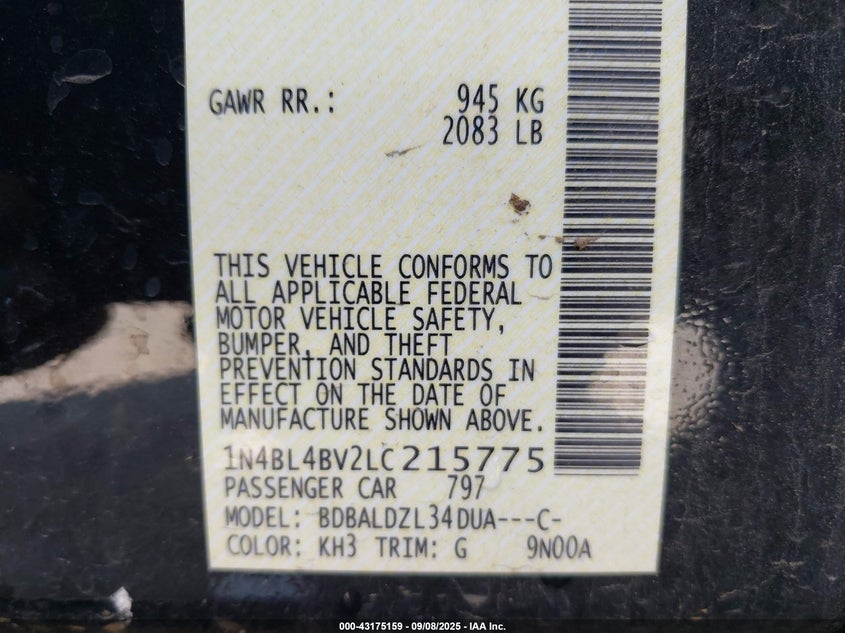 GAWR RR.: 945 KG
2083 LB
THIS VEHICLE CONFORMS TO
ALL APPLICABLE FEDERAL
MOTOR VEHICLE SAFETY,
BUMPER, AND THEFT
PREVENTION STANDARDS IN
EFFECT ON THE DATE OF
MANUFACTURE SHOWN ABOVE.
1N4BL4BV2LC215775
PASSENGER CAR 797
MODEL: BDBALDZL34DUA---C-
COLOR: KH3 TRIM: G 9N00A
000-43175159 - 09/08/2025 - IAA Inc.